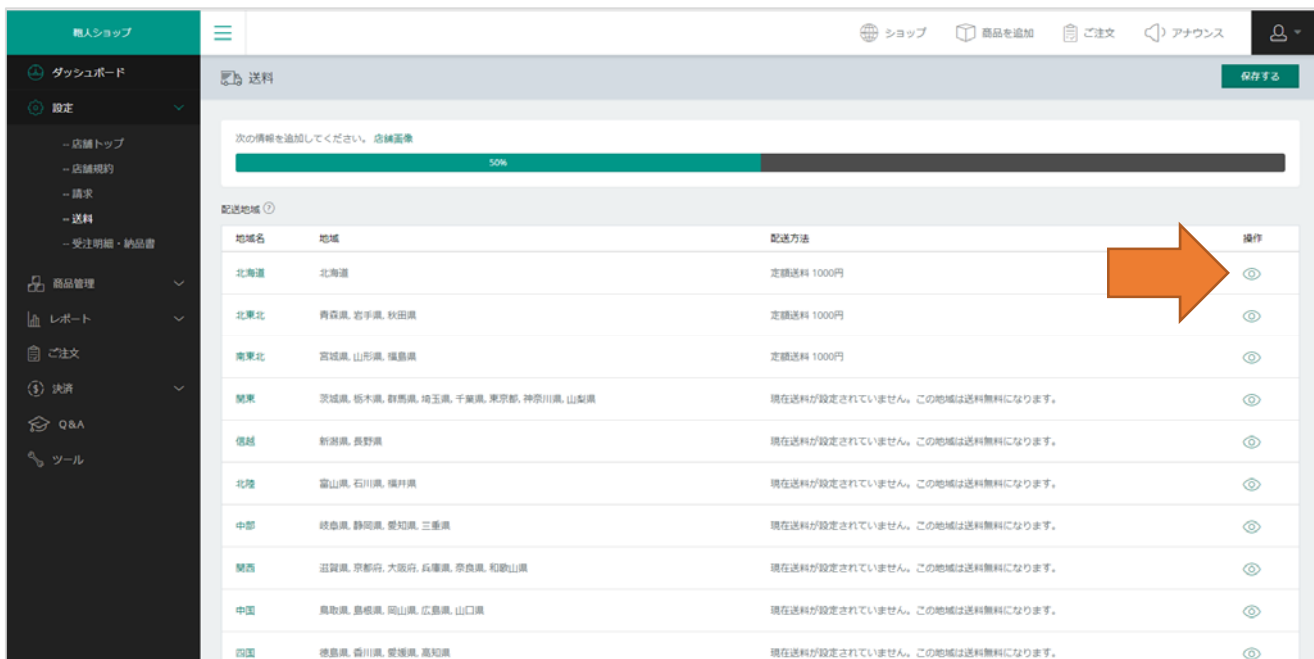 鞄人ショップ
ショップ 商品を追加 ご注文 アナウンス
ダッシュボード
送料
保存する
設定
-- 店舗トップ
-- 店舗規約
-- 請求
-- 送料
-- 受注明細・納品書
商品管理
レポート
ご注文
決済
Q&A
ツール
次の情報を追加してください。 店舗画像
50%
配送地域 ?
地域名 地域 配送方法 操作
北海道 北海道 定額送料 1000円
北東北 青森県, 岩手県, 秋田県 定額送料 1000円
南東北 宮城県, 山形県, 福島県 定額送料 1000円
関東 茨城県, 栃木県, 群馬県, 埼玉県, 千葉県, 東京都, 神奈川県, 山梨県 現在送料が設定されていません。この地域は送料無料になります。
信越 新潟県, 長野県 現在送料が設定されていません。この地域は送料無料になります。
北陸 富山県, 石川県, 福井県 現在送料が設定されていません。この地域は送料無料になります。
中部 岐阜県, 静岡県, 愛知県, 三重県 現在送料が設定されていません。この地域は送料無料になります。
関西 滋賀県, 京都府, 大阪府, 兵庫県, 奈良県, 和歌山県 現在送料が設定されていません。この地域は送料無料になります。
中国 鳥取県, 島根県, 岡山県, 広島県, 山口県 現在送料が設定されていません。この地域は送料無料になります。
四国 徳島県, 香川県, 愛媛県, 高知県 現在送料が設定されていません。この地域は送料無料になります。